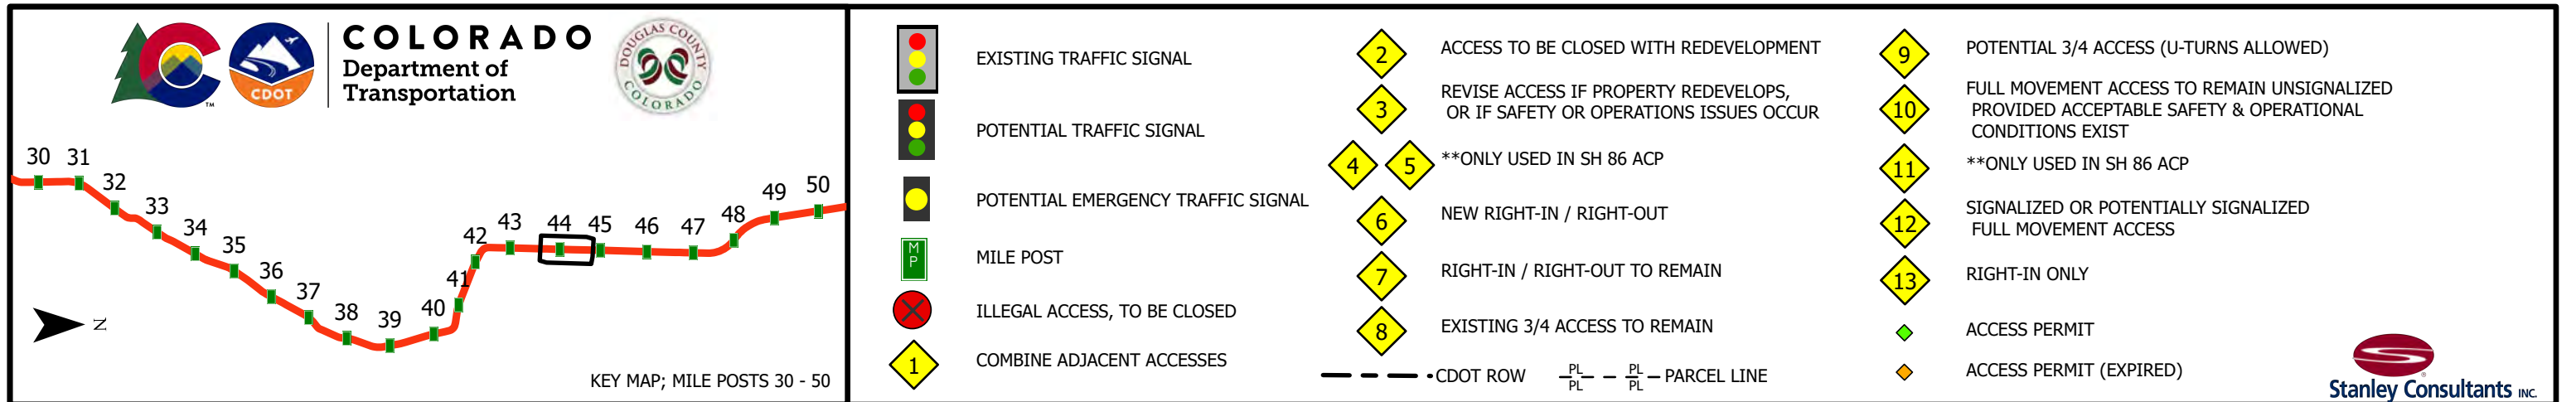 COLORADO
Department of
Transportation
TM
CDOT
DOUGLAS COUNTY
COLORADO
30 31
32
33
34
35
36
37
38
39
40
41
42
43
44
45
46
47
48
49
50
N
KEY MAP; MILE POSTS 30 - 50
EXISTING TRAFFIC SIGNAL
POTENTIAL TRAFFIC SIGNAL
POTENTIAL EMERGENCY TRAFFIC SIGNAL
MP
MILE POST
ILLEGAL ACCESS, TO BE CLOSED
1 COMBINE ADJACENT ACCESSES
2 ACCESS TO BE CLOSED WITH REDEVELOPMENT
3 REVISE ACCESS IF PROPERTY REDEVELOPS,
OR IF SAFETY OR OPERATIONS ISSUES OCCUR
4 5 **ONLY USED IN SH 86 ACP
6 NEW RIGHT-IN / RIGHT-OUT
7 RIGHT-IN / RIGHT-OUT TO REMAIN
8 EXISTING 3/4 ACCESS TO REMAIN
CDOT ROW
PL PL
PL PL
PARCEL LINE
9 POTENTIAL 3/4 ACCESS (U-TURNS ALLOWED)
10 FULL MOVEMENT ACCESS TO REMAIN UNSIGNALIZED
PROVIDED ACCEPTABLE SAFETY & OPERATIONAL
CONDITIONS EXIST
11 **ONLY USED IN SH 86 ACP
12 SIGNALIZED OR POTENTIALLY SIGNALIZED
FULL MOVEMENT ACCESS
13 RIGHT-IN ONLY
ACCESS PERMIT
ACCESS PERMIT (EXPIRED)
®
Stanley Consultants INC.